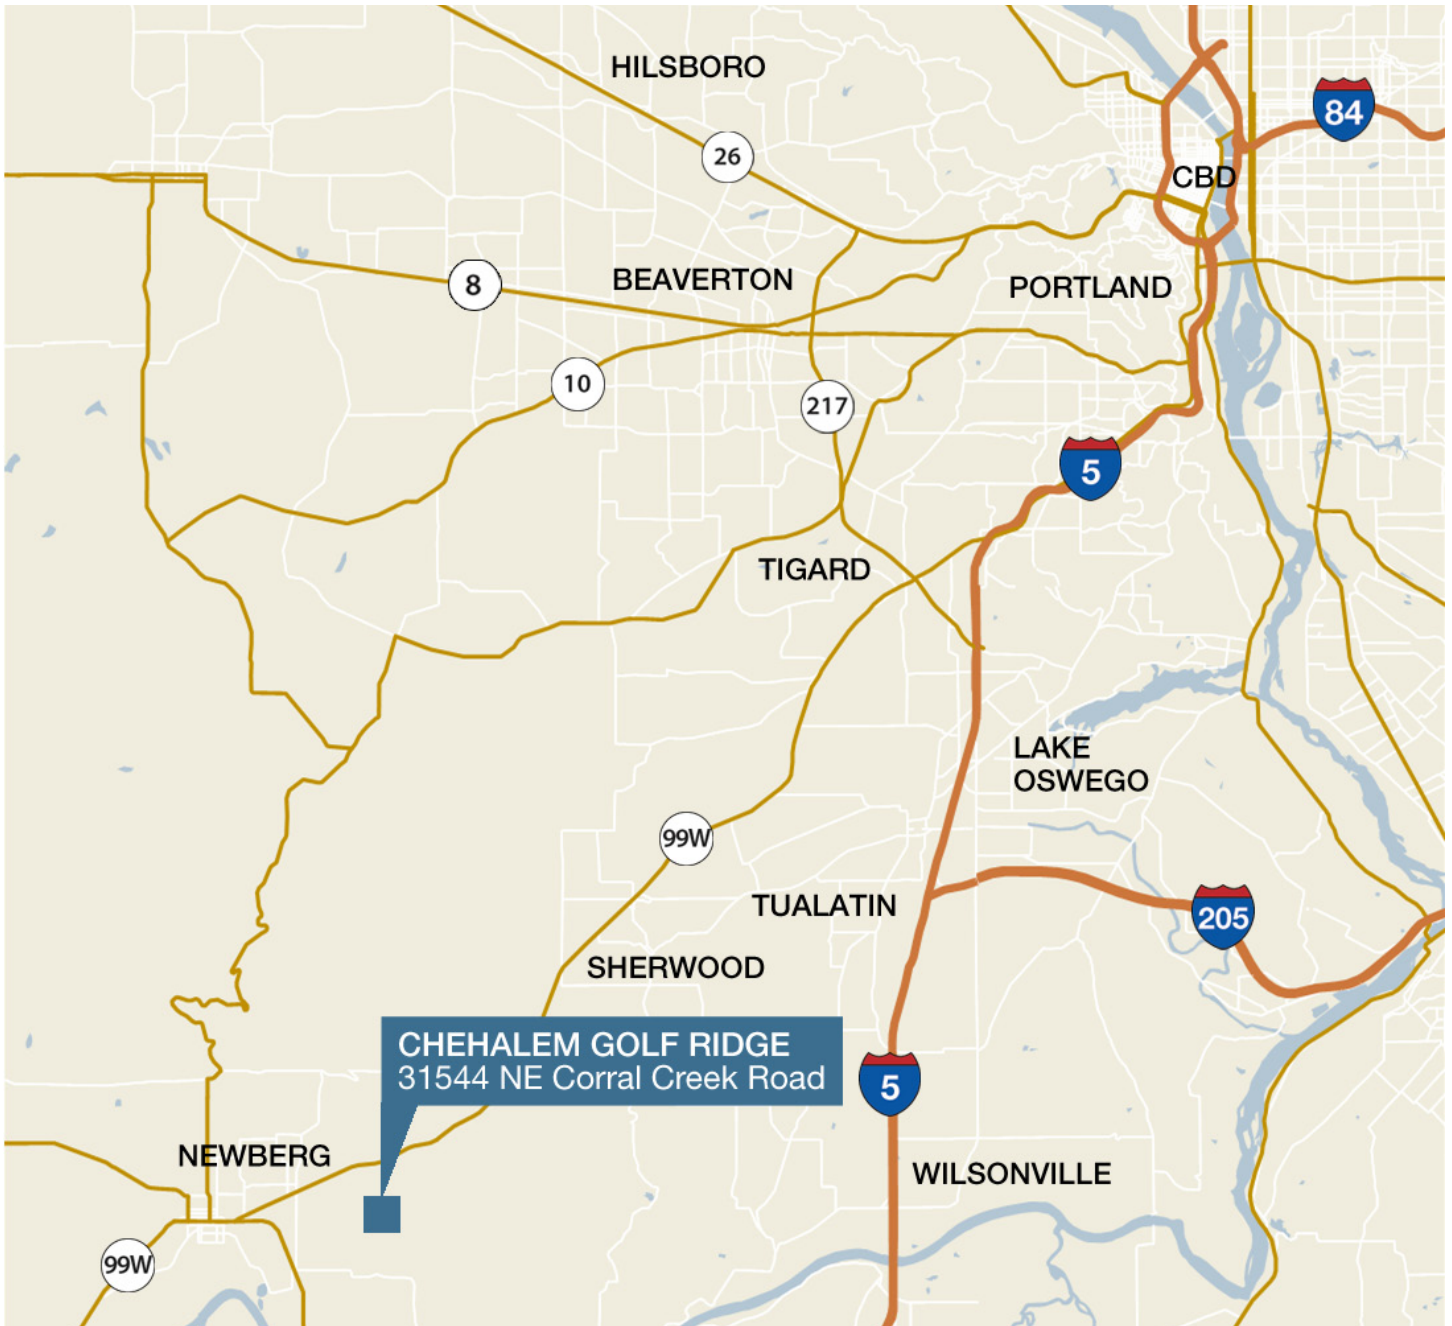 HILSBORO
84
26
CBD
8
BEAVERTON
PORTLAND
10
217
5
TIGARD
LAKE
OSWEGO
99W
TUALATIN
205
SHERWOOD
CHEHALEM GOLF RIDGE
31544 NE Corral Creek Road
5
NEWBERG
WILSONVILLE
99W